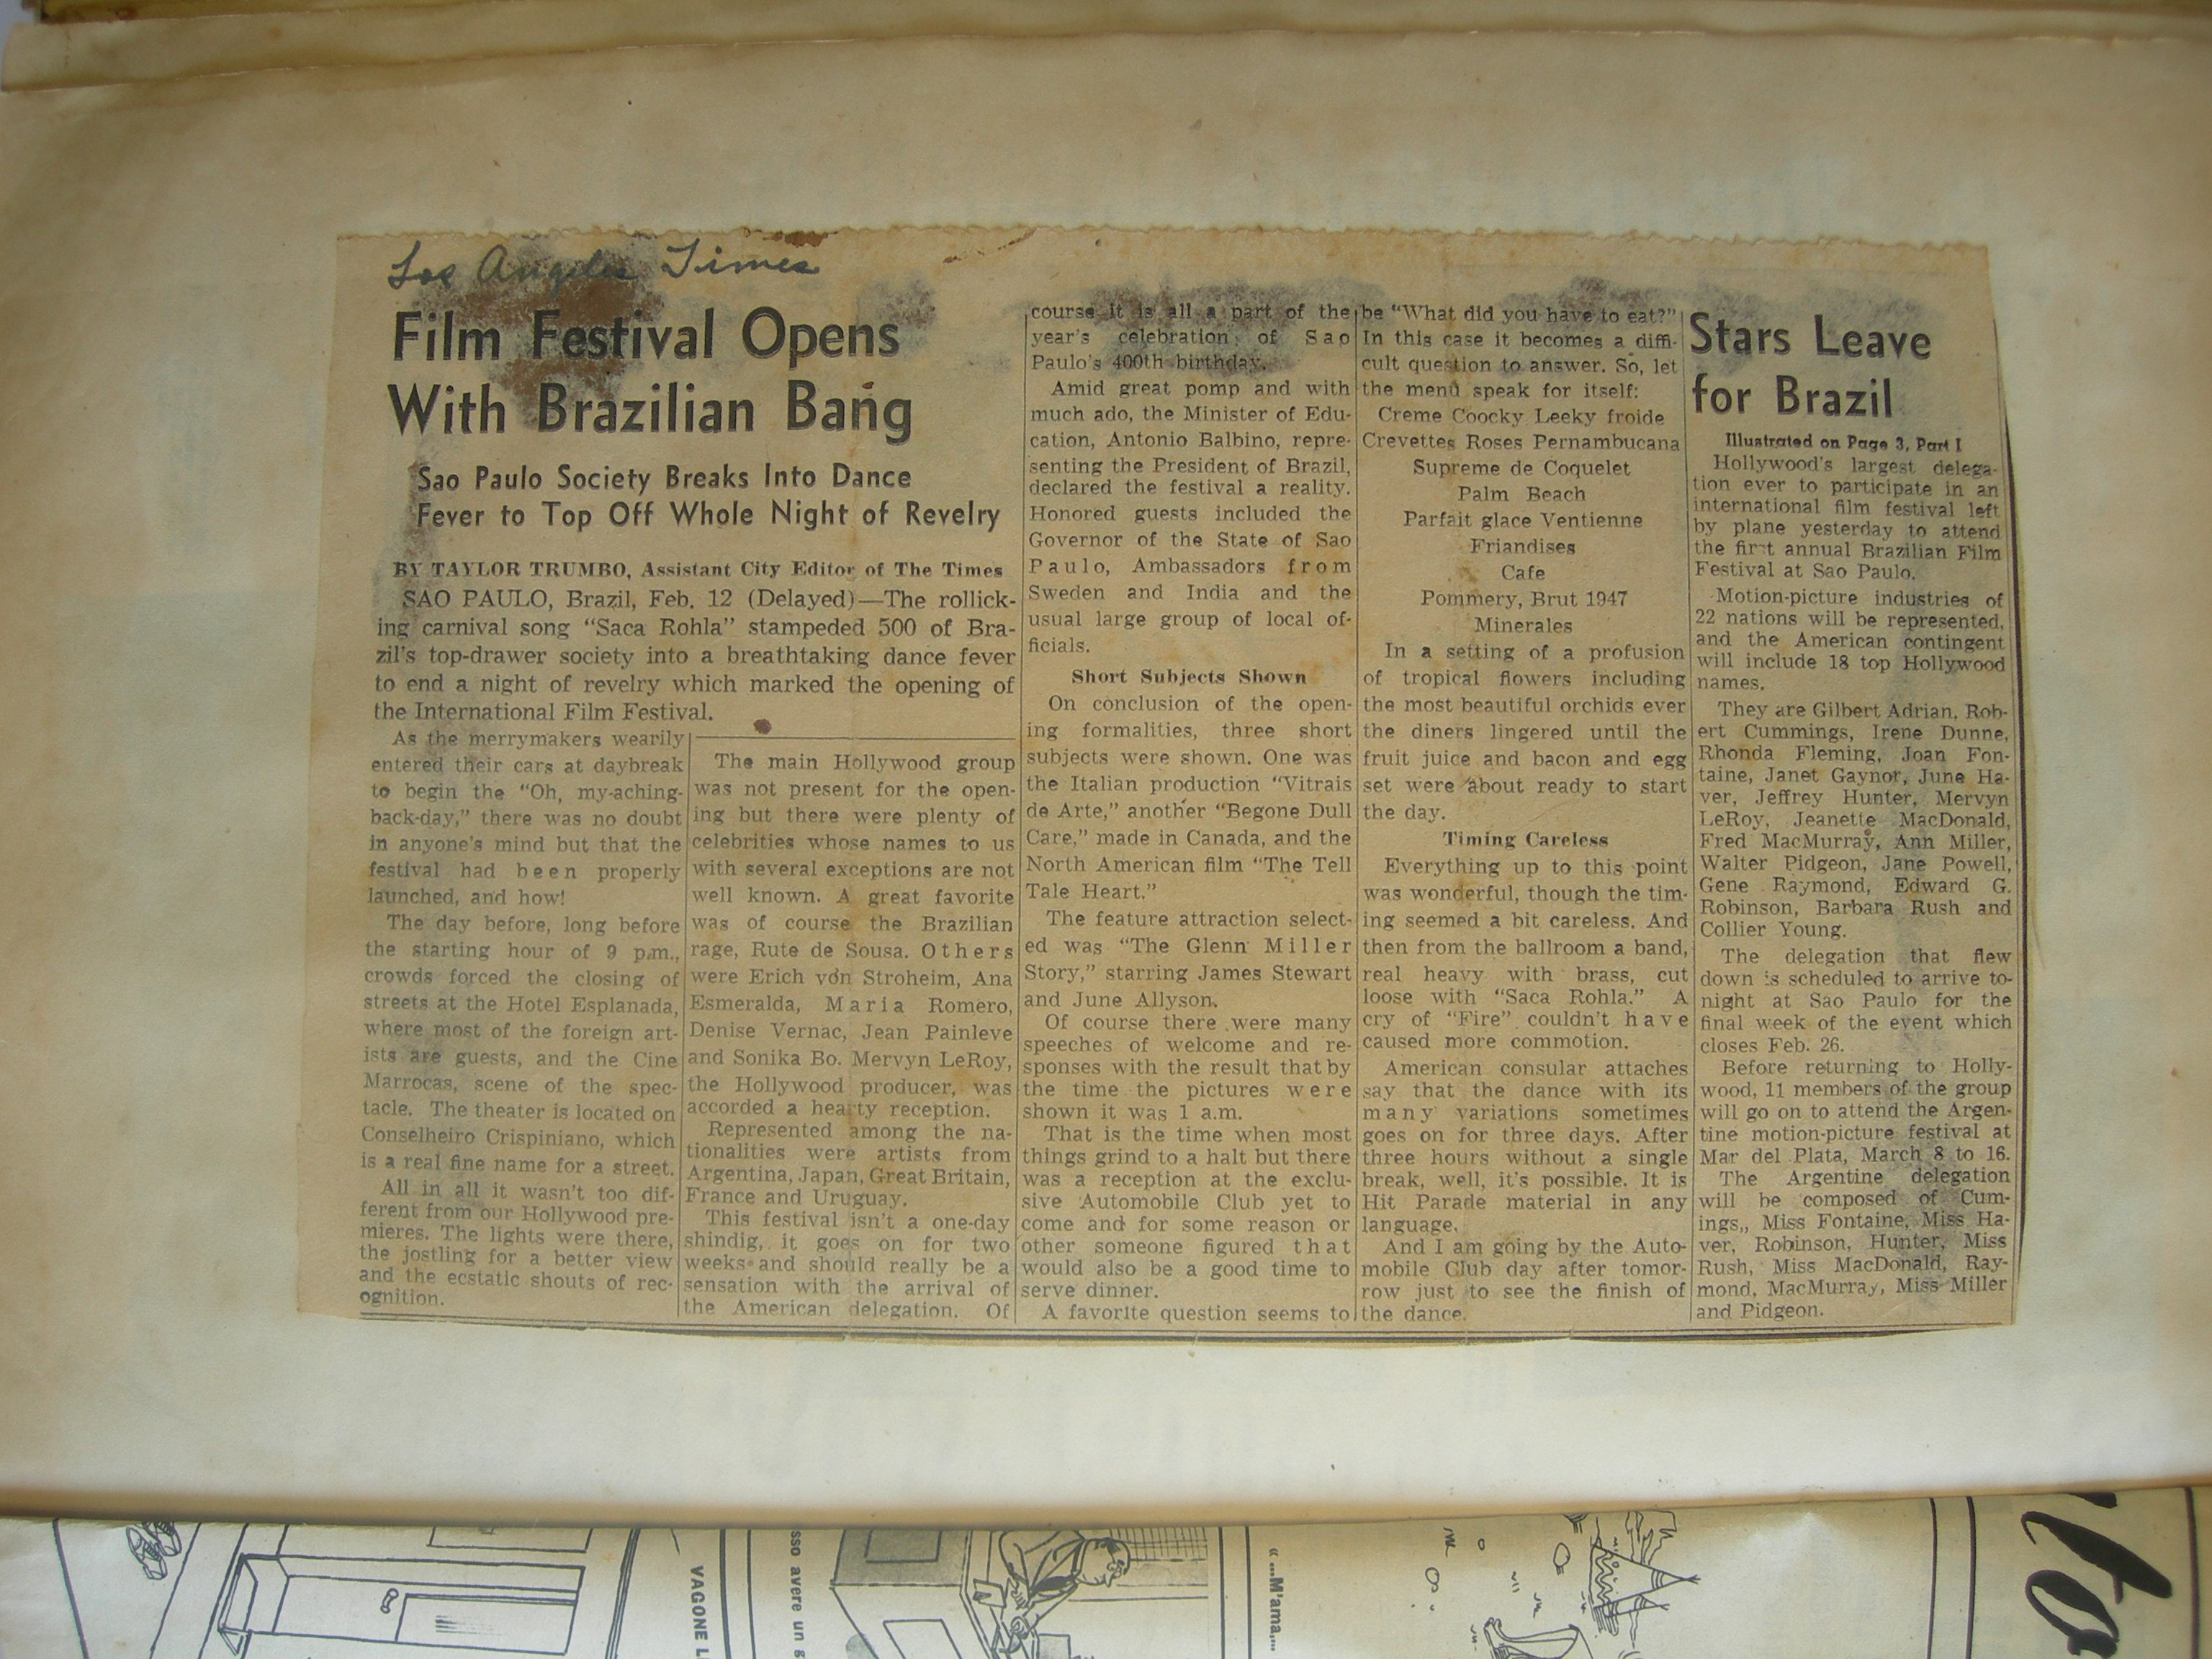 Los Angeles Times
Film Festival Opens
With Brazilian Bang
Sao Paulo Society Breaks Into Dance
Fever to Top Off Whole Night of Revelry
BY TAYLOR TRUMBO, Assistant City Editor of The Times
SAO PAULO, Brazil, Feb. 12 (Delayed)—The rollick-
ing carnival song "Saca Rohla" stampeded 500 of Bra-
zil's top-drawer society into a breathtaking dance fever
to end a night of revelry which marked the opening of
the International Film Festival.
As the merrymakers wearily
entered their cars at daybreak
to begin the "Oh, my-aching-
back-day," there was no doubt
in anyone's mind but that the
festival had been properly
launched, and how!
The day before, long before
the starting hour of 9 p.m.,
crowds forced the closing of
streets at the Hotel Esplanada,
where most of the foreign art-
ists are guests, and the Cine
Marrocas, scene of the spec-
tacle. The theater is located on
Conselheiro Crispiniano, which
is a real fine name for a street.
All in all it wasn't too dif-
ferent from our Hollywood pre-
mieres. The lights were there,
the jostling for a better view
and the ecstatic shouts of rec-
ognition.
The main Hollywood group
was not present for the open-
ing but there were plenty of
celebrities whose names to us
with several exceptions are not
well known. A great favorite
was of course the Brazilian
rage, Rute de Sousa. Others
were Erich von Stroheim, Ana
Esmeralda, Maria Romero,
Denise Vernac, Jean Painleve
and Sonika Bo. Mervyn LeRoy,
the Hollywood producer, was
accorded a hearty reception.
Represented among the na-
tionalities were artists from
Argentina, Japan, Great Britain,
France and Uruguay.
This festival isn't a one-day
shindig, it goes on for two
weeks and should really be a
sensation with the arrival of
the American delegation. Of
course it is all a part of the
year's celebration of Sao
Paulo's 400th birthday.
Amid great pomp and with
much ado, the Minister of Edu-
cation, Antonio Balbino, repre-
senting the President of Brazil,
declared the festival a reality.
Honored guests included the
Governor of the State of Sao
Paulo, Ambassadors from
Sweden and India and the
usual large group of local of-
ficials.
Short Subjects Shown
On conclusion of the open-
ing formalities, three short
subjects were shown. One was
the Italian production "Vitrais
de Arte," another "Begone Dull
Care," made in Canada, and the
North American film "The Tell
Tale Heart."
The feature attraction select-
ed was "The Glenn Miller
Story," starring James Stewart
and June Allyson.
Of course there were many
speeches of welcome and re-
sponses with the result that by
the time the pictures were
shown it was 1 a.m.
That is the time when most
things grind to a halt but there
was a reception at the exclu-
sive Automobile Club yet to
come and for some reason or
other someone figured that
would also be a good time to
serve dinner.
A favorite question seems to
be "What did you have to eat?"
In this case it becomes a diffi-
cult question to answer. So, let
the menu speak for itself:
Creme Coocky Leeky froide
Crevettes Roses Pernambucana
Supreme de Coquelet
Palm Beach
Parfait glace Ventienne
Friandises
Cafe
Pommery, Brut 1947
Minerales
In a setting of a profusion
of tropical flowers including
the most beautiful orchids ever
the diners lingered until the
fruit juice and bacon and egg
set were about ready to start
the day.
Timing Careless
Everything up to this point
was wonderful, though the tim-
ing seemed a bit careless. And
then from the ballroom a band,
real heavy with brass, cut
loose with "Saca Rohla." A
cry of "Fire" couldn't have
caused more commotion.
American consular attaches
say that the dance with its
many variations sometimes
goes on for three days. After
three hours without a single
break, well, it's possible. It is
Hit Parade material in any
language.
And I am going by the Auto-
mobile Club day after tomor-
row just to see the finish of
the dance.
Stars Leave
for Brazil
Illustrated on Page 3, Part I
Hollywood's largest delega-
tion ever to participate in an
international film festival left
by plane yesterday to attend
the first annual Brazilian Film
Festival at Sao Paulo.
Motion-picture industries of
22 nations will be represented,
and the American contingent
will include 18 top Hollywood
names.
They are Gilbert Adrian, Rob-
ert Cummings, Irene Dunne,
Rhonda Fleming, Joan Fon-
taine, Janet Gaynor, June Ha-
ver, Jeffrey Hunter, Mervyn
LeRoy, Jeanette MacDonald,
Fred MacMurray, Ann Miller,
Walter Pidgeon, Jane Powell,
Gene Raymond, Edward G.
Robinson, Barbara Rush and
Collier Young.
The delegation that flew
down is scheduled to arrive to-
night at Sao Paulo for the
final week of the event which
closes Feb. 26.
Before returning to Holly-
wood, 11 members of the group
will go on to attend the Argen-
tine motion-picture festival at
Mar del Plata, March 8 to 16.
The Argentine delegation
will be composed of Cum-
ings,, Miss Fontaine, Miss Ha-
ver, Robinson, Hunter, Miss
Rush, Miss MacDonald, Ray-
mond, MacMurray, Miss Miller
and Pidgeon.
VAGONE L
sso avere un
«...M'ama,...